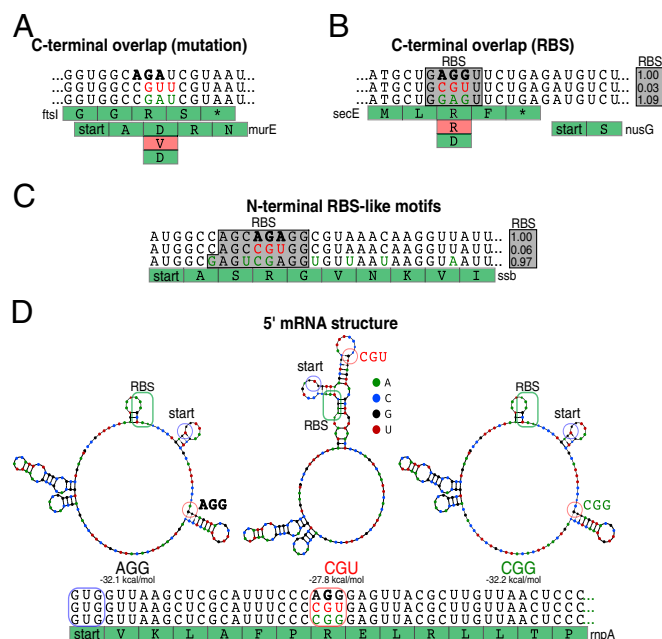 A
C-terminal overlap (mutation)
...GGUGGCAGAUCGUAAU...
...GGUGGCCGUUCGUAAU...
...GGUGGCCGAUCGUAAU...
ftsI G G R S *
start A D R N murE
V
D
B
C-terminal overlap (RBS)
RBS
RBS
...AUGCUGAGGUUCUGAGAUGUCU... 1.00
...AUGCUGCGUUUCUGAGAUGUCU... 0.03
...AUGCUGGAGUUCUGAGAUGUCU... 1.09
secE M L R F * start S nusG
R
D
C
N-terminal RBS-like motifs
RBS
RBS
AUGGCCAGCAGAGGCGUAAACAAGGUUAUU... 1.00
AUGGCCAGCCGUGGCGUAAACAAGGUUAUU... 0.06
AUGGCGAGUCGAGGUGUUAAUAAGGUAAUU... 0.97
start A S R G V N K V I ssb
D
5' mRNA structure
RBS
start
AGG
AGG
-32.1 kcal/mol
start
RBS
CGU
A
C
G
U
CGU
-27.8 kcal/mol
RBS
start
CGG
CGG
-32.2 kcal/mol
GUGGUUAAGCUCGCAUUUCCCAGGGAGUUACGCUUGUUAACUCCC...
GUGGUUAAGCUCGCAUUUCCCCGUGAGUUACGCUUGUUAACUCCC...
GUGGUUAAGCUCGCAUUUCCCCGGGAGUUACGCUUGUUAACUCCC...
start V K L A F P R E L R L L T P rnpA